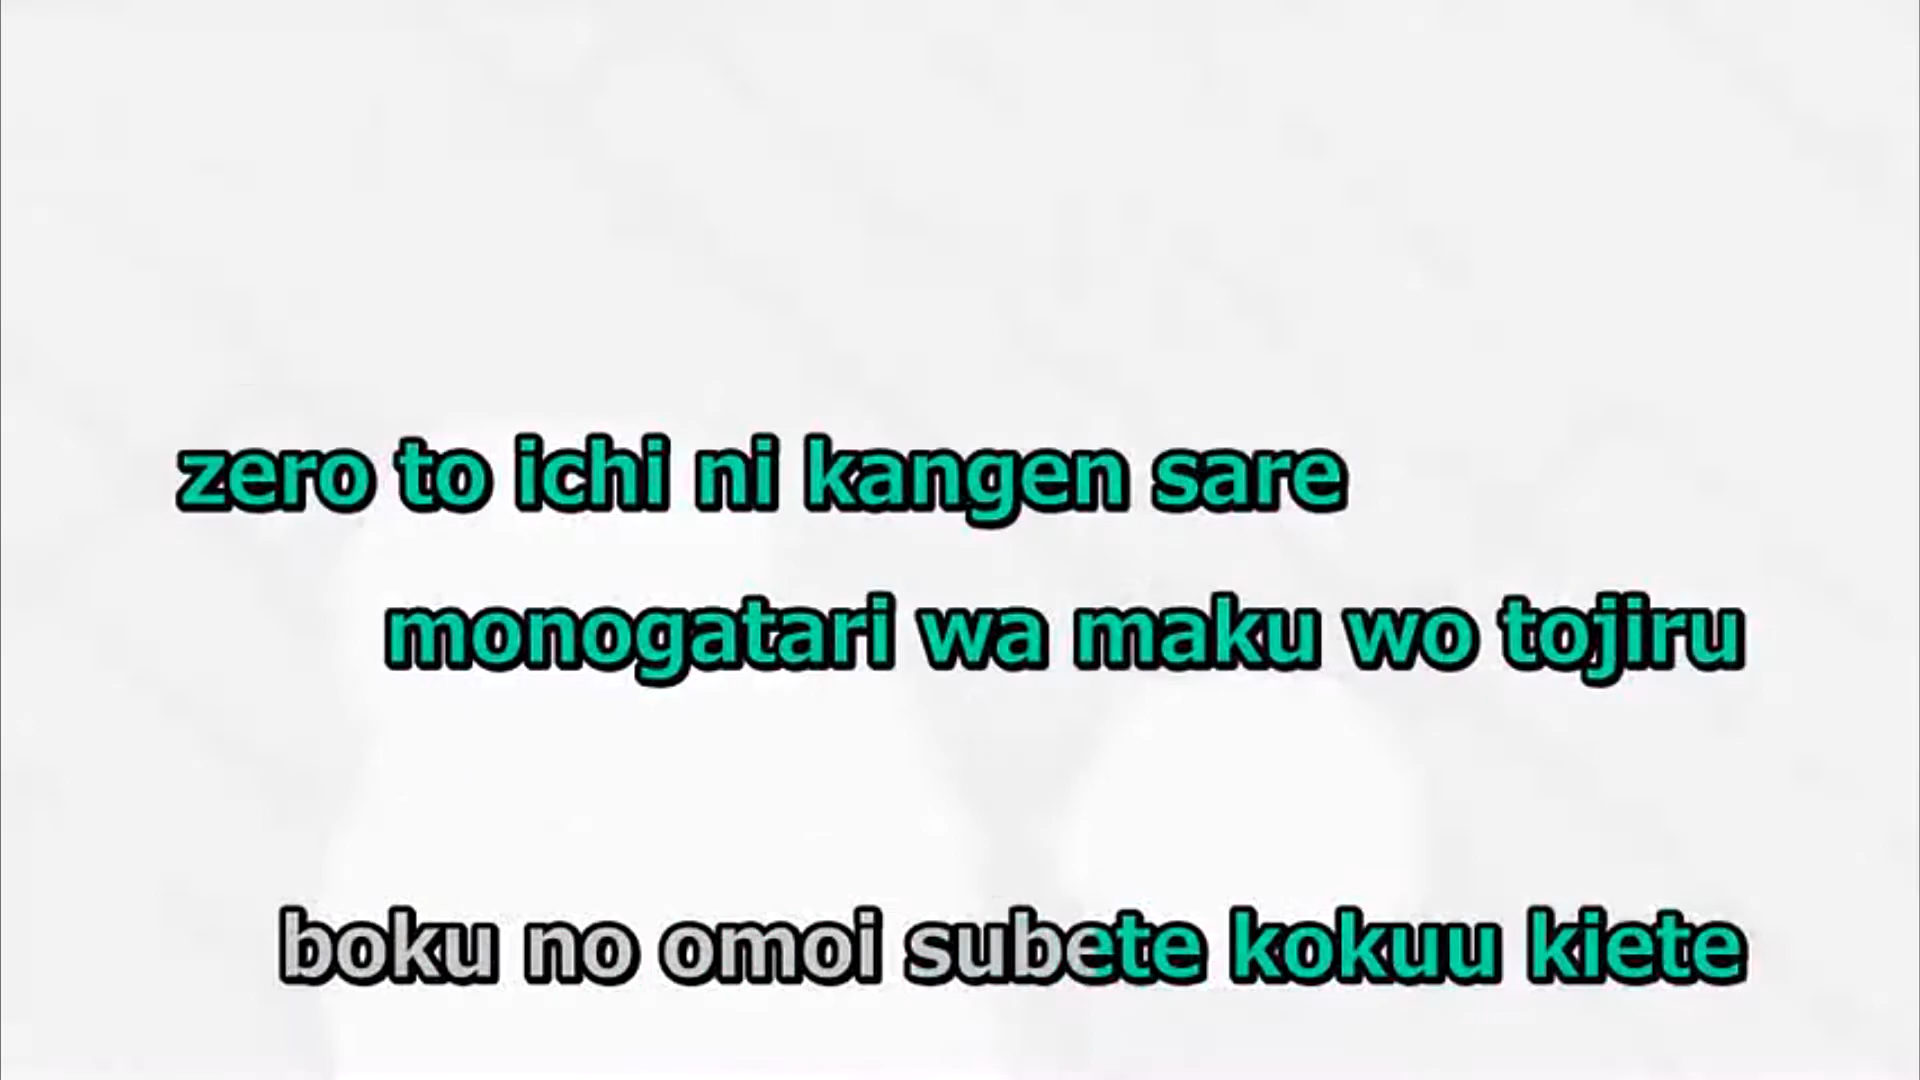 zero to ichi ni kangen sare
monogatari wa maku wo tojiru
boku no omoi subete kokuu kiete